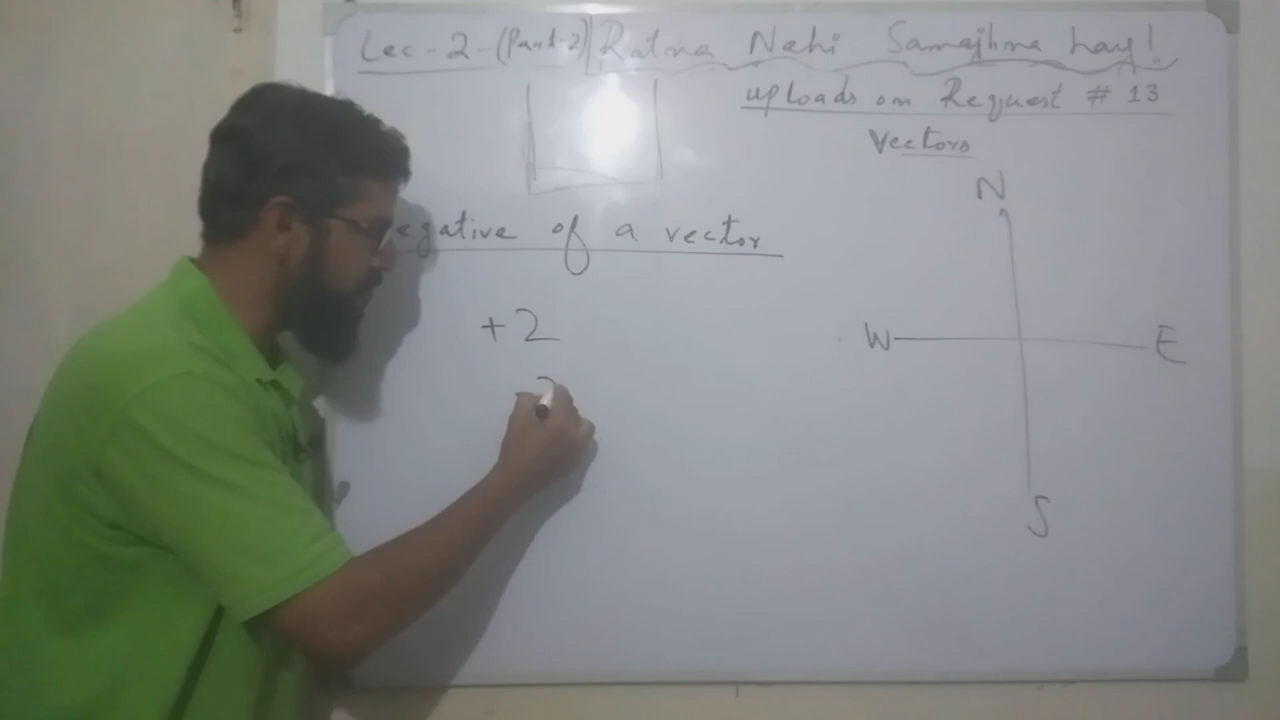 Lec - 2 - (Part-2) Ratna Nahi Samajhna hay!
uploads on Request # 13
Vectors
N
egative of a vector
+2
W
E
S